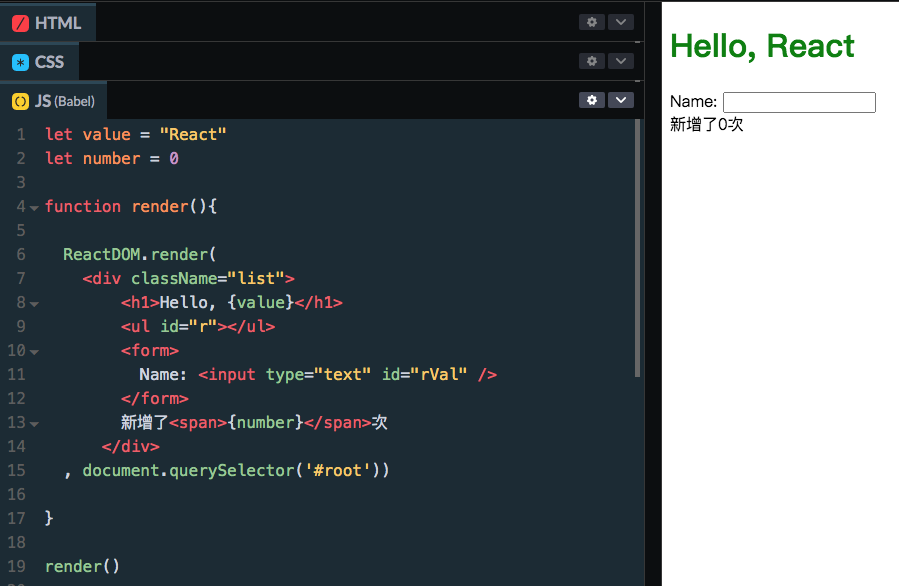 HTML
CSS
JS (Babel)
1 let value = "React"
2 let number = 0
3
4 function render(){
5
6 ReactDOM.render(
7 <div className="list">
8 <h1>Hello, {value}</h1>
9 <ul id="r"></ul>
10 <form>
11 Name: <input type="text" id="rVal" />
12 </form>
13 新增了<span>{number}</span>次
14 </div>
15 , document.querySelector('#root'))
16
17 }
18
19 render()
Hello, React
Name:
新增了0次